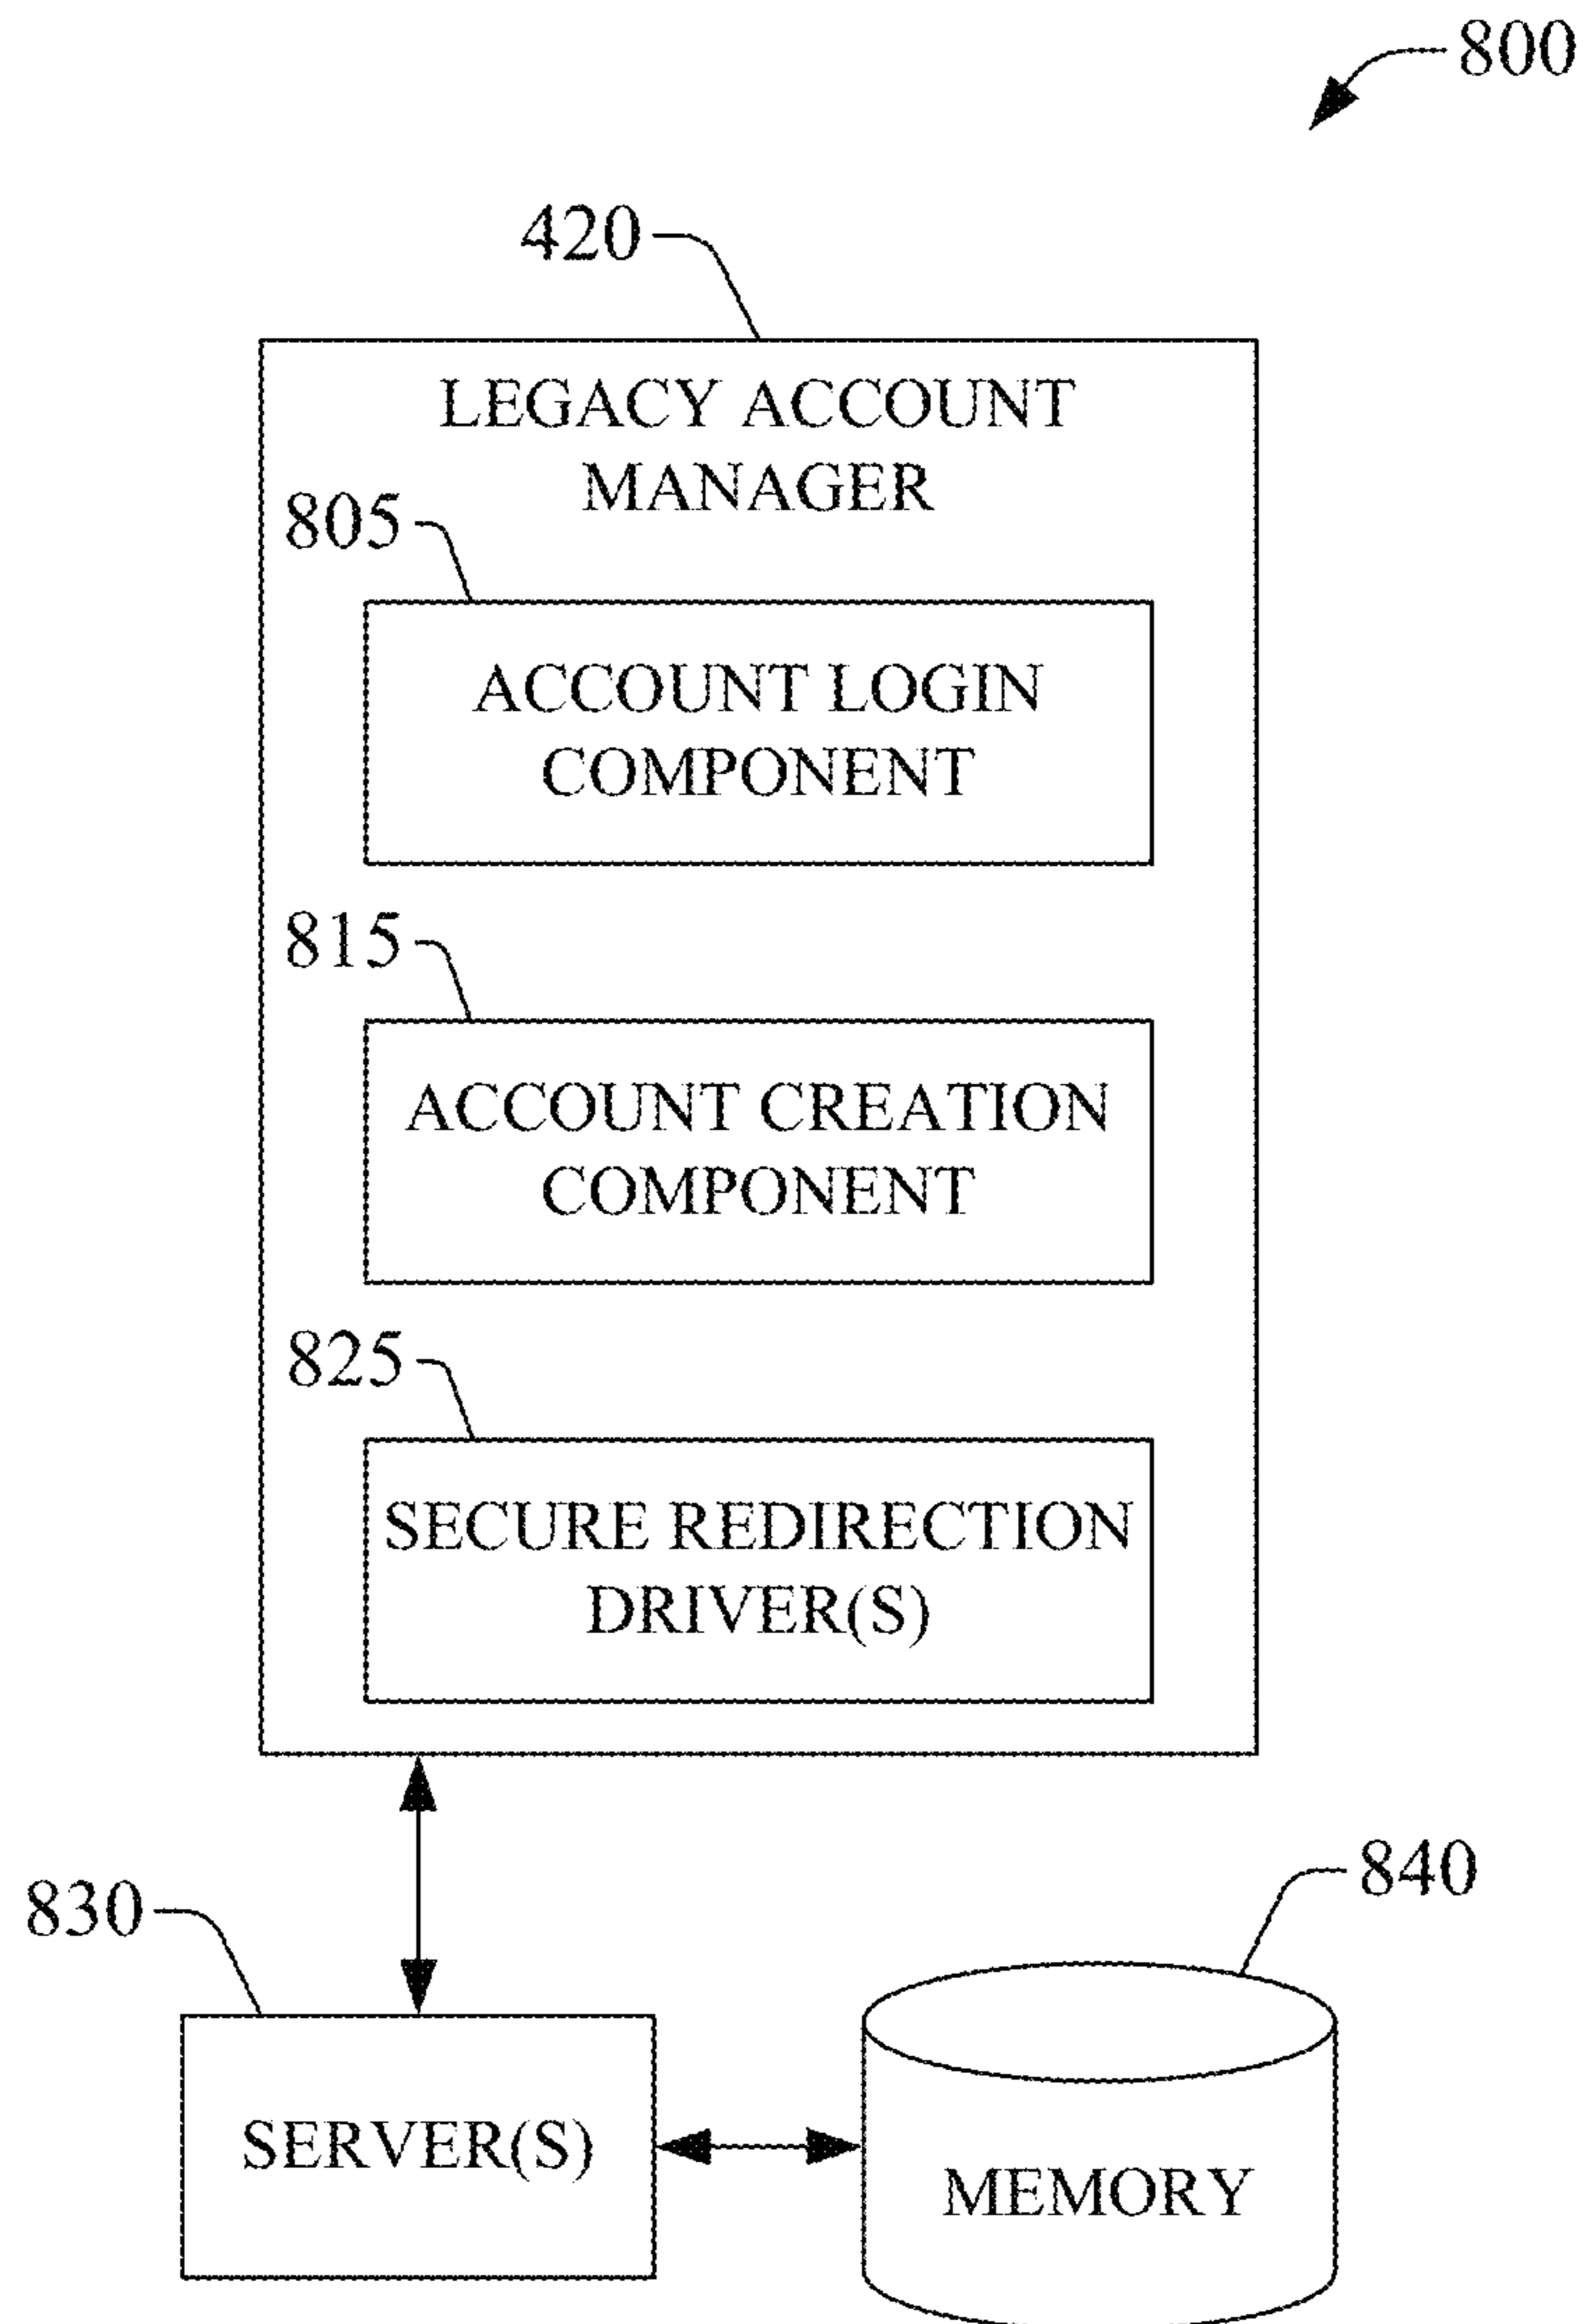 800
420
LEGACY ACCOUNT
MANAGER
805
ACCOUNT LOGIN
COMPONENT
815
ACCOUNT CREATION
COMPONENT
825
SECURE REDIRECTION
DRIVER(S)
840
830
SERVER(S)
MEMORY